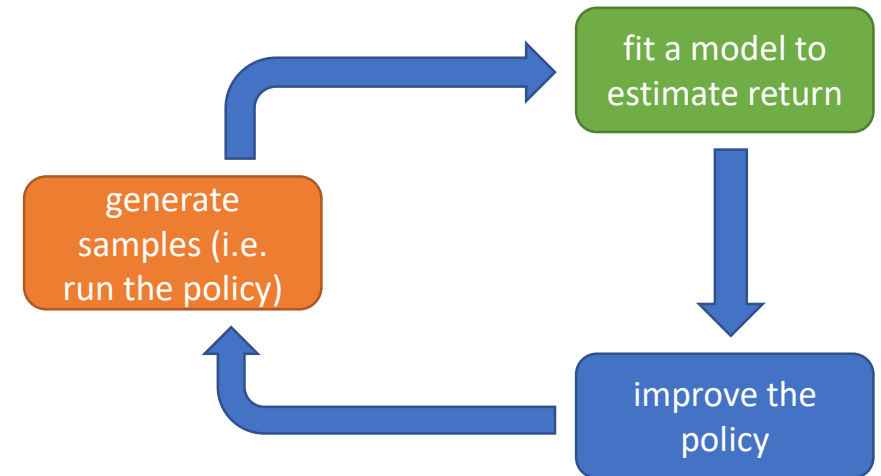 fit a model to
estimate return
generate
samples (i.e.
run the policy)
improve the
policy